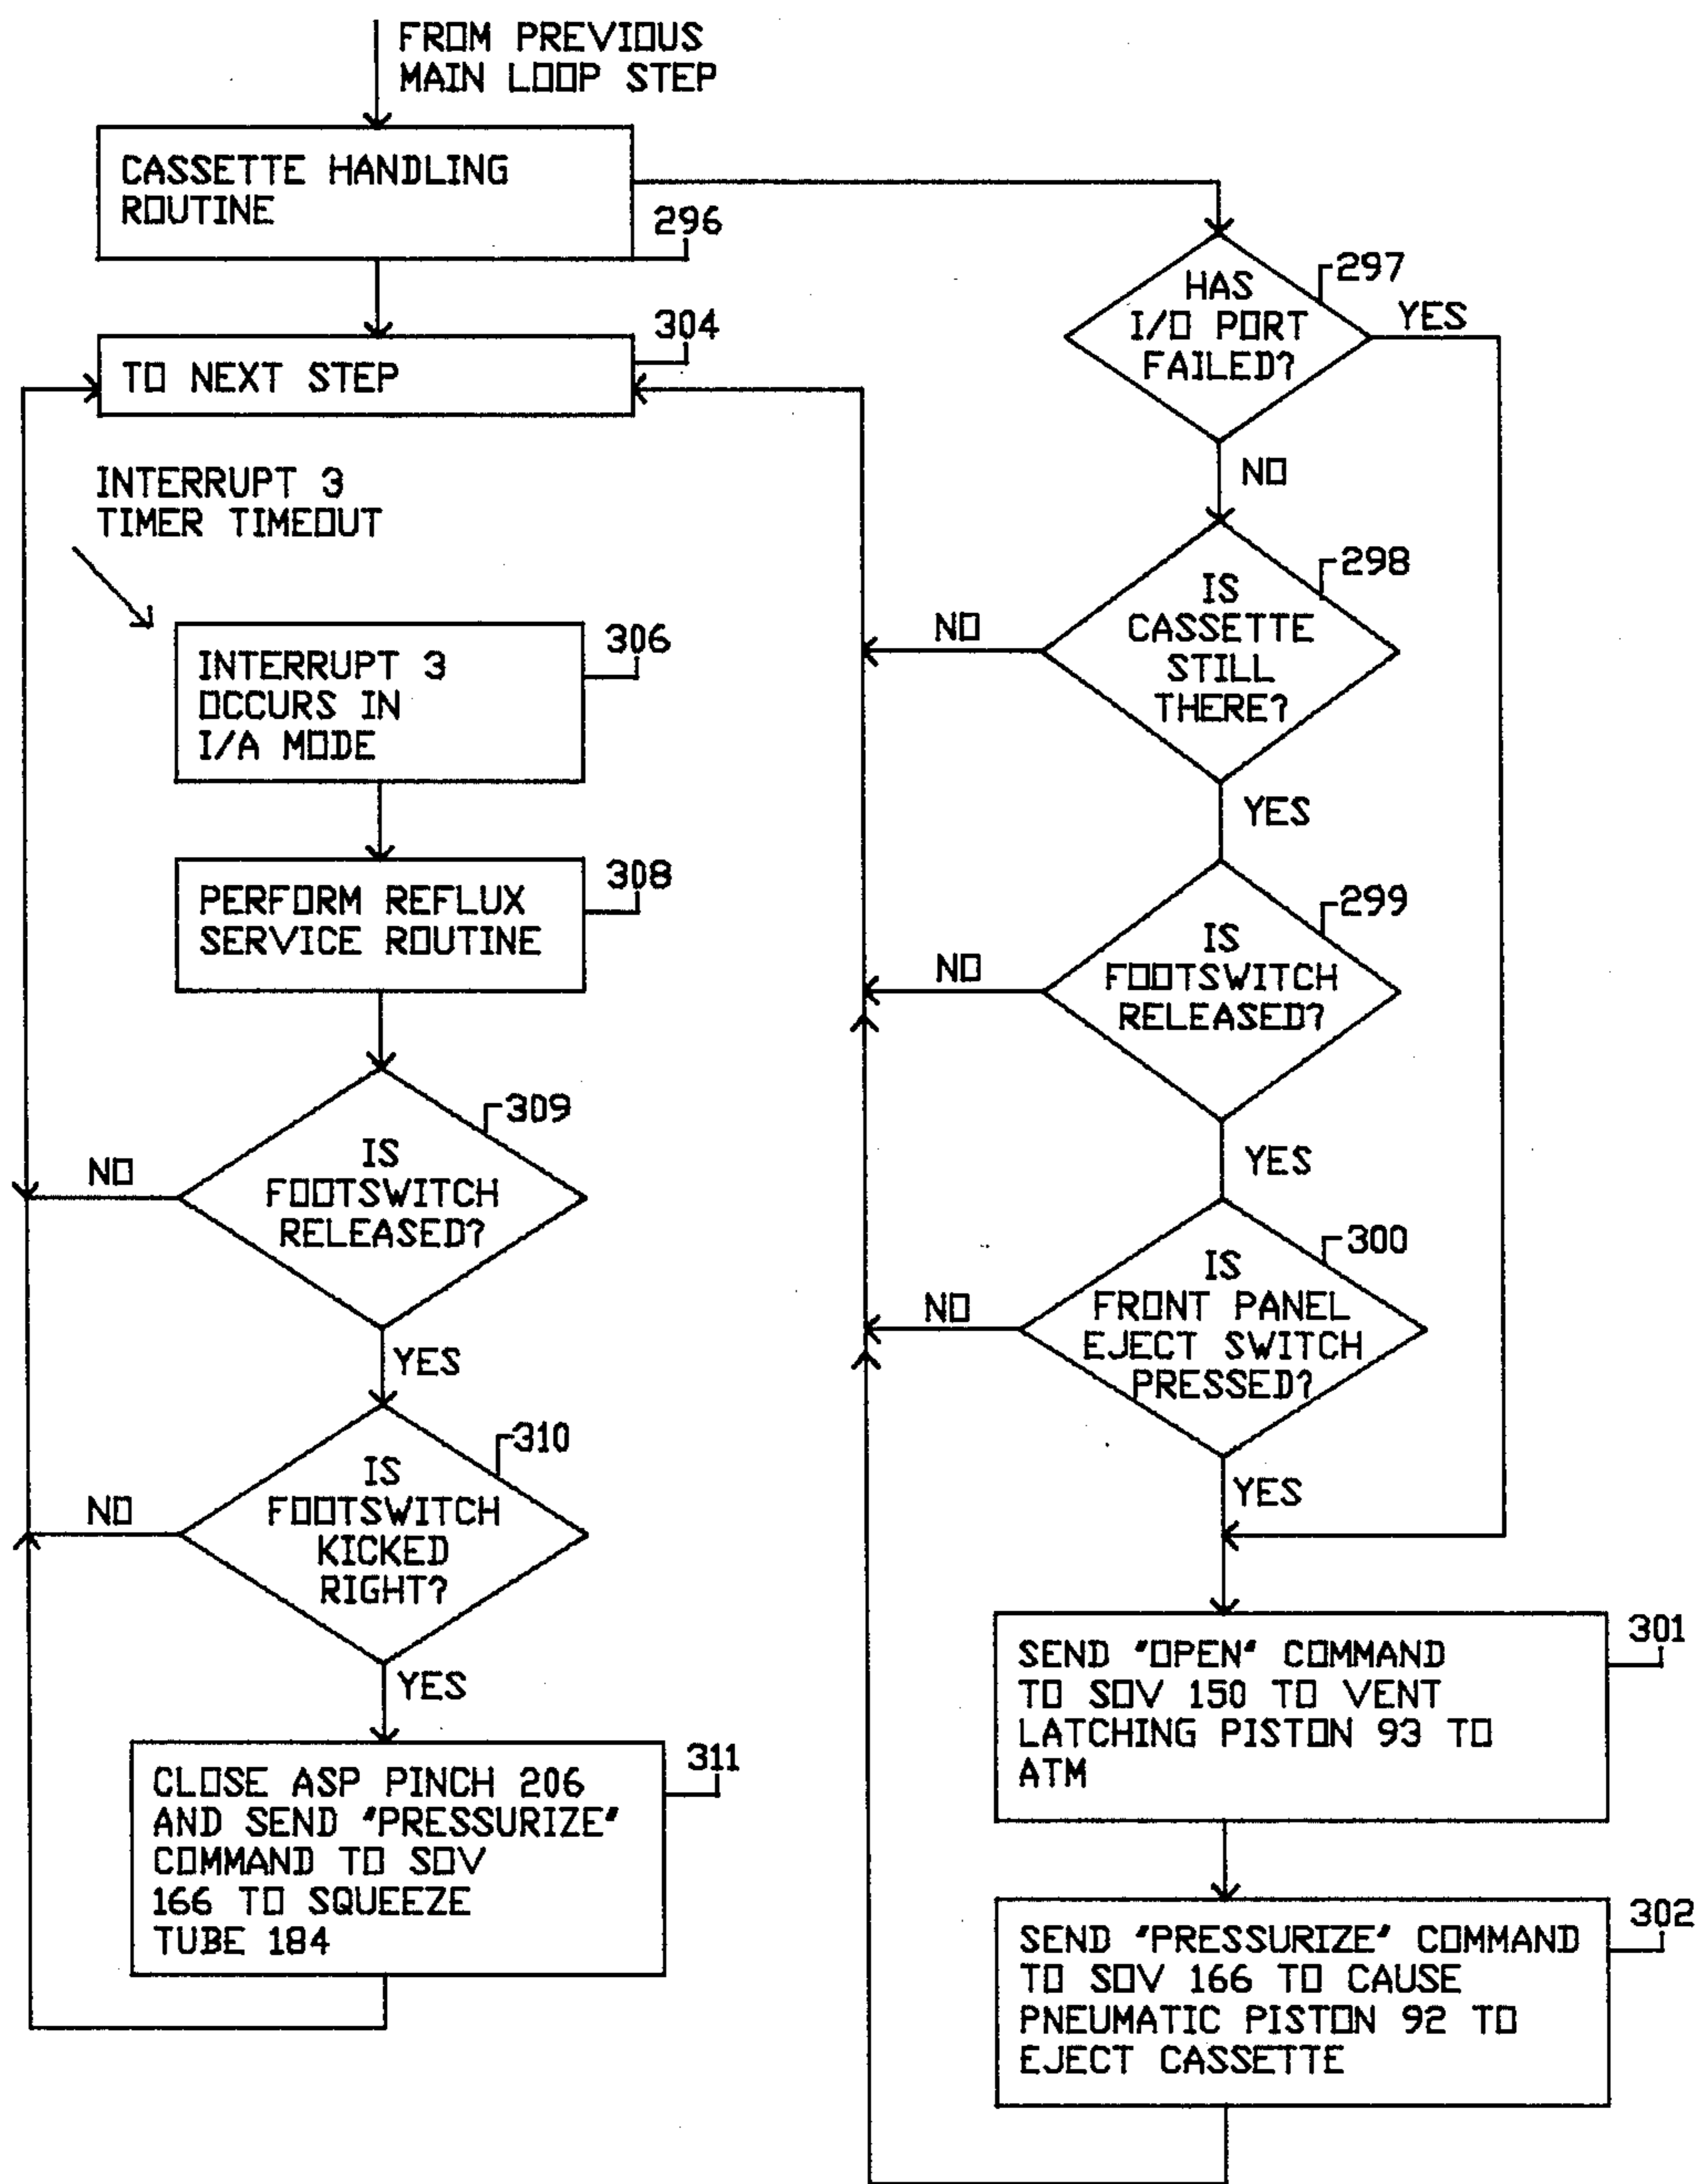 FROM PREVIOUS
MAIN LOOP STEP
CASSETTE HANDLING
ROUTINE
296
304
TO NEXT STEP
INTERRUPT 3
TIMER TIMEOUT
306
INTERRUPT 3
OCCURS IN
I/A MODE
308
PERFORM REFLUX
SERVICE ROUTINE
309
IS
FOOTSWITCH
RELEASED?
NO
YES
310
IS
FOOTSWITCH
KICKED
RIGHT?
NO
YES
311
CLOSE ASP PINCH 206
AND SEND "PRESSURIZE"
COMMAND TO SOV
166 TO SQUEEZE
TUBE 184
297
HAS
I/O PORT
FAILED?
YES
NO
298
IS
CASSETTE
STILL
THERE?
NO
YES
299
IS
FOOTSWITCH
RELEASED?
NO
YES
300
IS
FRONT PANEL
EJECT SWITCH
PRESSED?
NO
YES
301
SEND "OPEN" COMMAND
TO SOV 150 TO VENT
LATCHING PISTON 93 TO
ATM
302
SEND "PRESSURIZE" COMMAND
TO SOV 166 TO CAUSE
PNEUMATIC PISTON 92 TO
EJECT CASSETTE